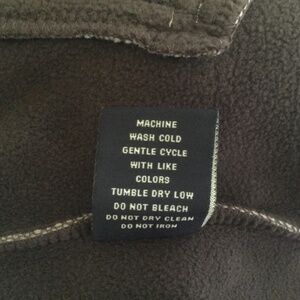 MACHINE
WASH COLD
GENTLE CYCLE
WITH LIKE
COLORS
TUMBLE DRY LOW
DO NOT BLEACH
DO NOT DRY CLEAN
DO NOT IRON